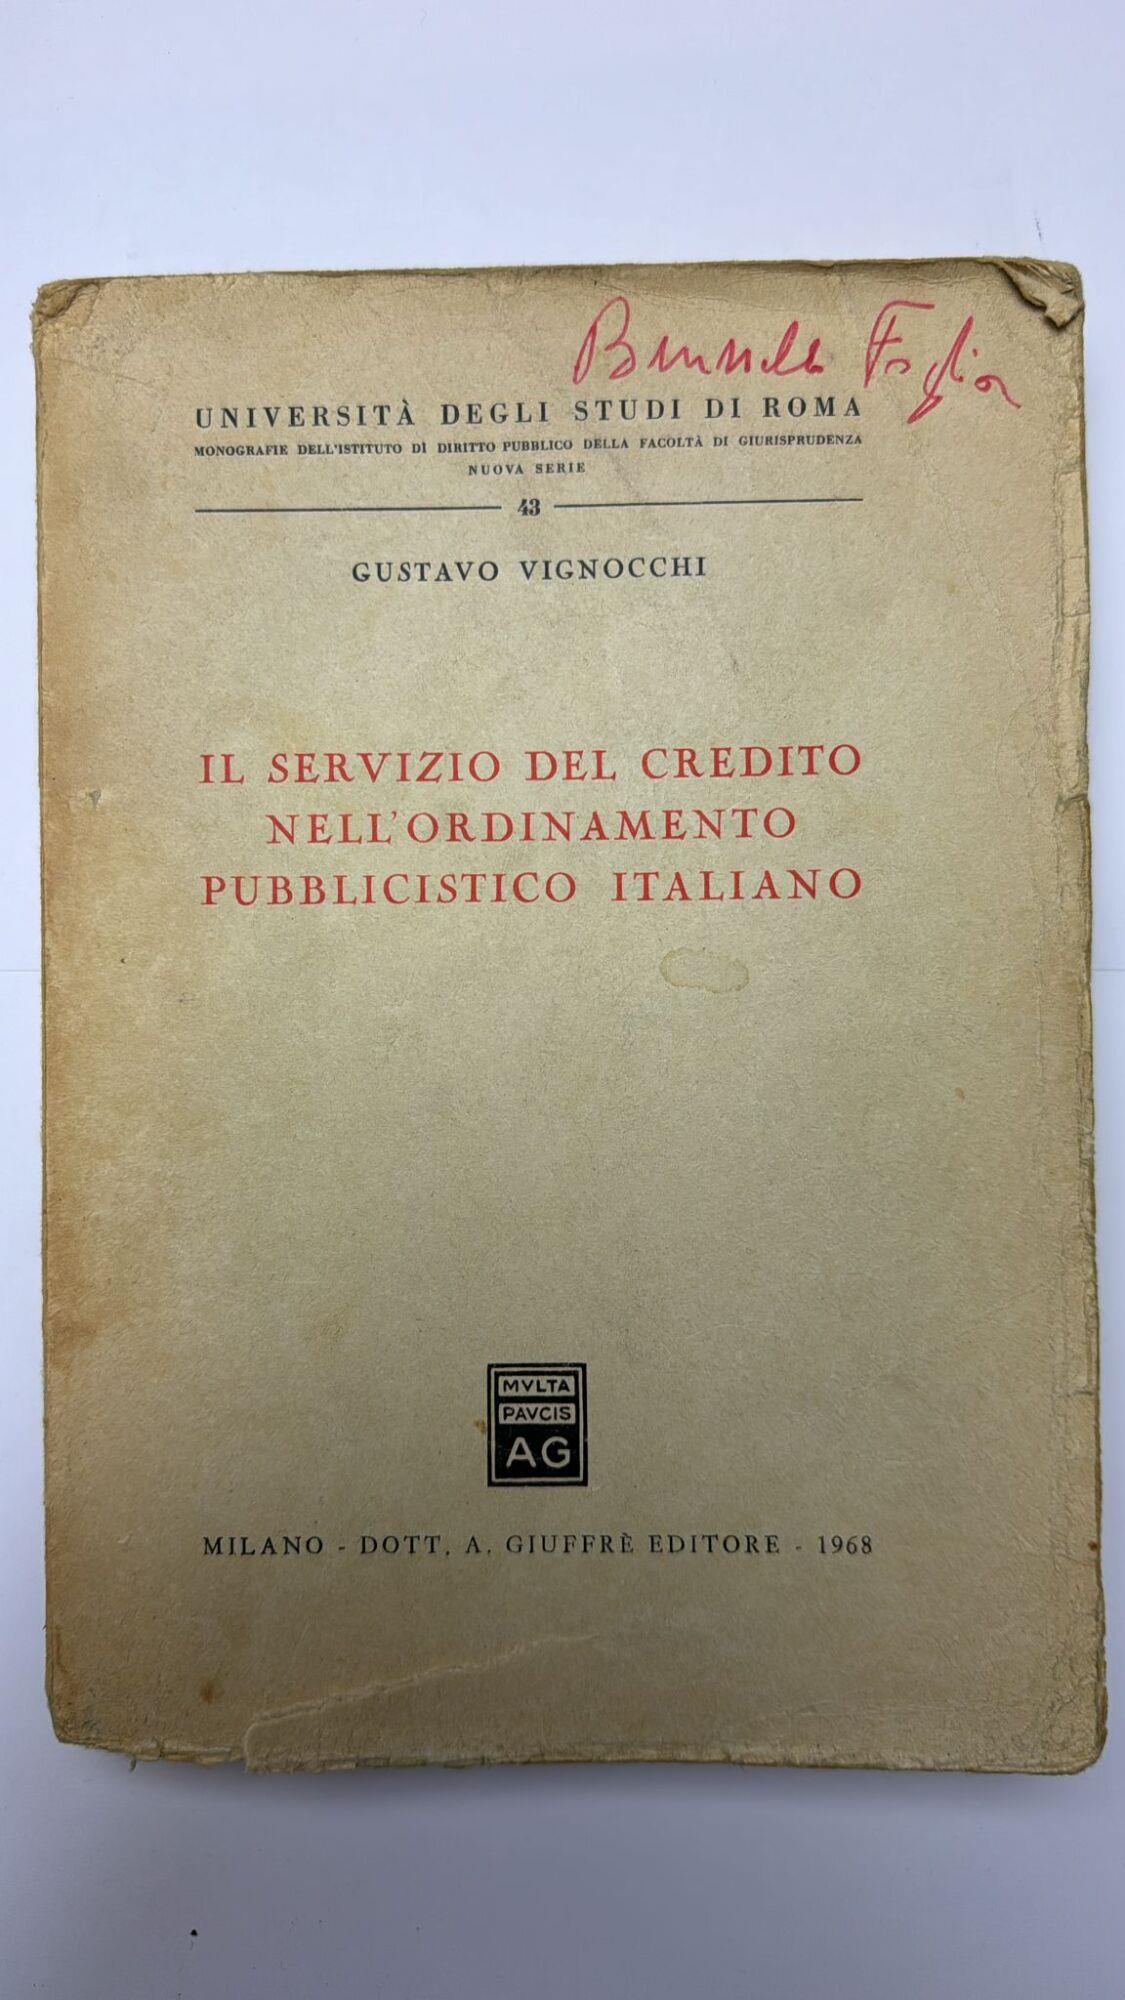 UNIVERSITÀ DEGLI STUDI DI ROMA
MONOGRAFIE DELL'ISTITUTO DI DIRITTO PUBBLICO DELLA FACOLTÀ DI GIURISPRUDENZA
NUOVA SERIE
43
GUSTAVO VIGNOCCHI
IL SERVIZIO DEL CREDITO
NELL'ORDINAMENTO
PUBBLICISTICO ITALIANO
MVLTA
PAVCIS
AG
MILANO - DOTT. A. GIUFFRÈ EDITORE - 1968